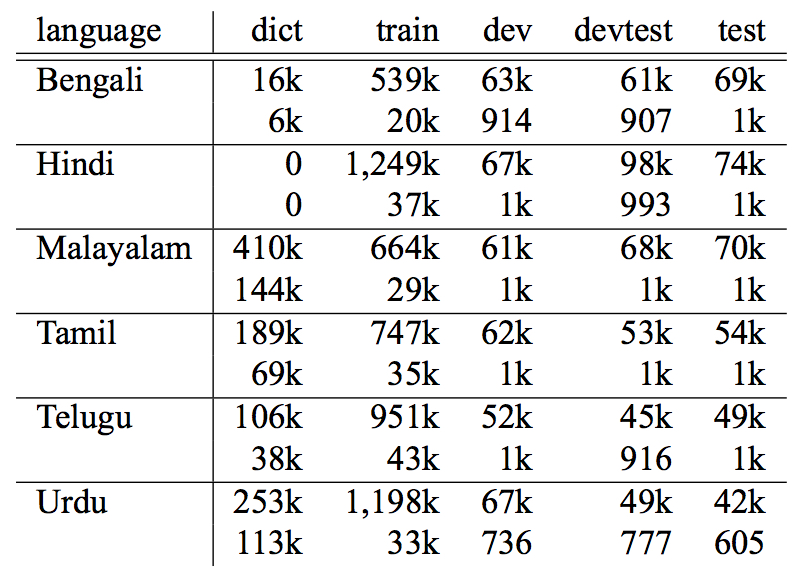 language dict train dev devtest test
Bengali 16k 539k 63k 61k 69k
6k 20k 914 907 1k
Hindi 0 1,249k 67k 98k 74k
0 37k 1k 993 1k
Malayalam 410k 664k 61k 68k 70k
144k 29k 1k 1k 1k
Tamil 189k 747k 62k 53k 54k
69k 35k 1k 1k 1k
Telugu 106k 951k 52k 45k 49k
38k 43k 1k 916 1k
Urdu 253k 1,198k 67k 49k 42k
113k 33k 736 777 605